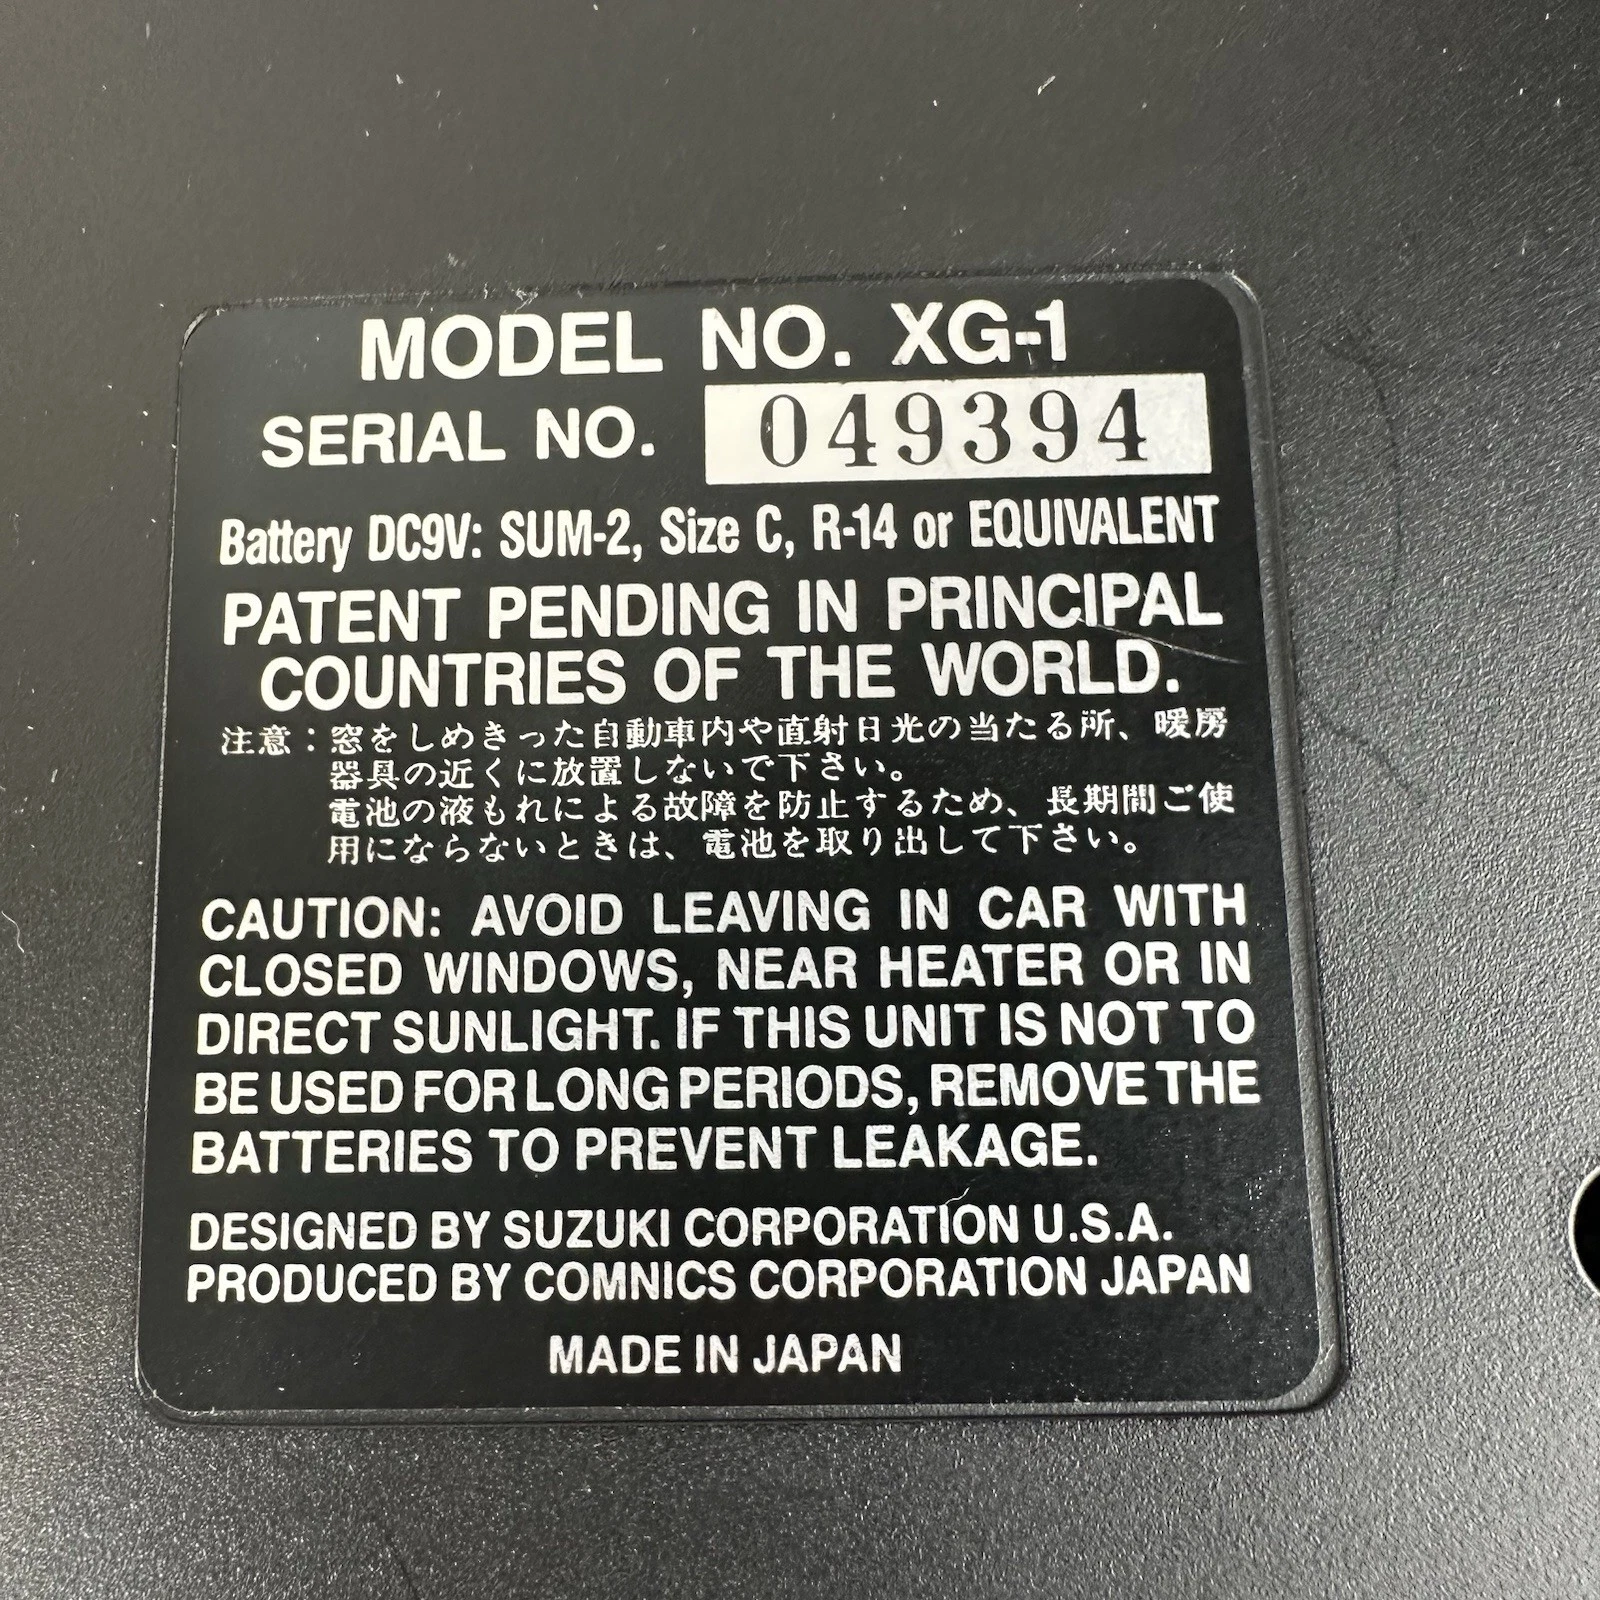 MODEL NO. XG-1
SERIAL NO. 049394
Battery DC9V: SUM-2, Size C, R-14 or EQUIVALENT
PATENT PENDING IN PRINCIPAL
COUNTRIES OF THE WORLD.
注意：窓をしめきった自動車内や直射日光の当たる所、暖房
器具の近くに放置しないで下さい。
電池の液もれによる故障を防止するため、長期間ご使
用にならないときは、電池を取り出して下さい。
CAUTION: AVOID LEAVING IN CAR WITH
CLOSED WINDOWS, NEAR HEATER OR IN
DIRECT SUNLIGHT. IF THIS UNIT IS NOT TO
BE USED FOR LONG PERIODS, REMOVE THE
BATTERIES TO PREVENT LEAKAGE.
DESIGNED BY SUZUKI CORPORATION U.S.A.
PRODUCED BY COMNICS CORPORATION JAPAN
MADE IN JAPAN